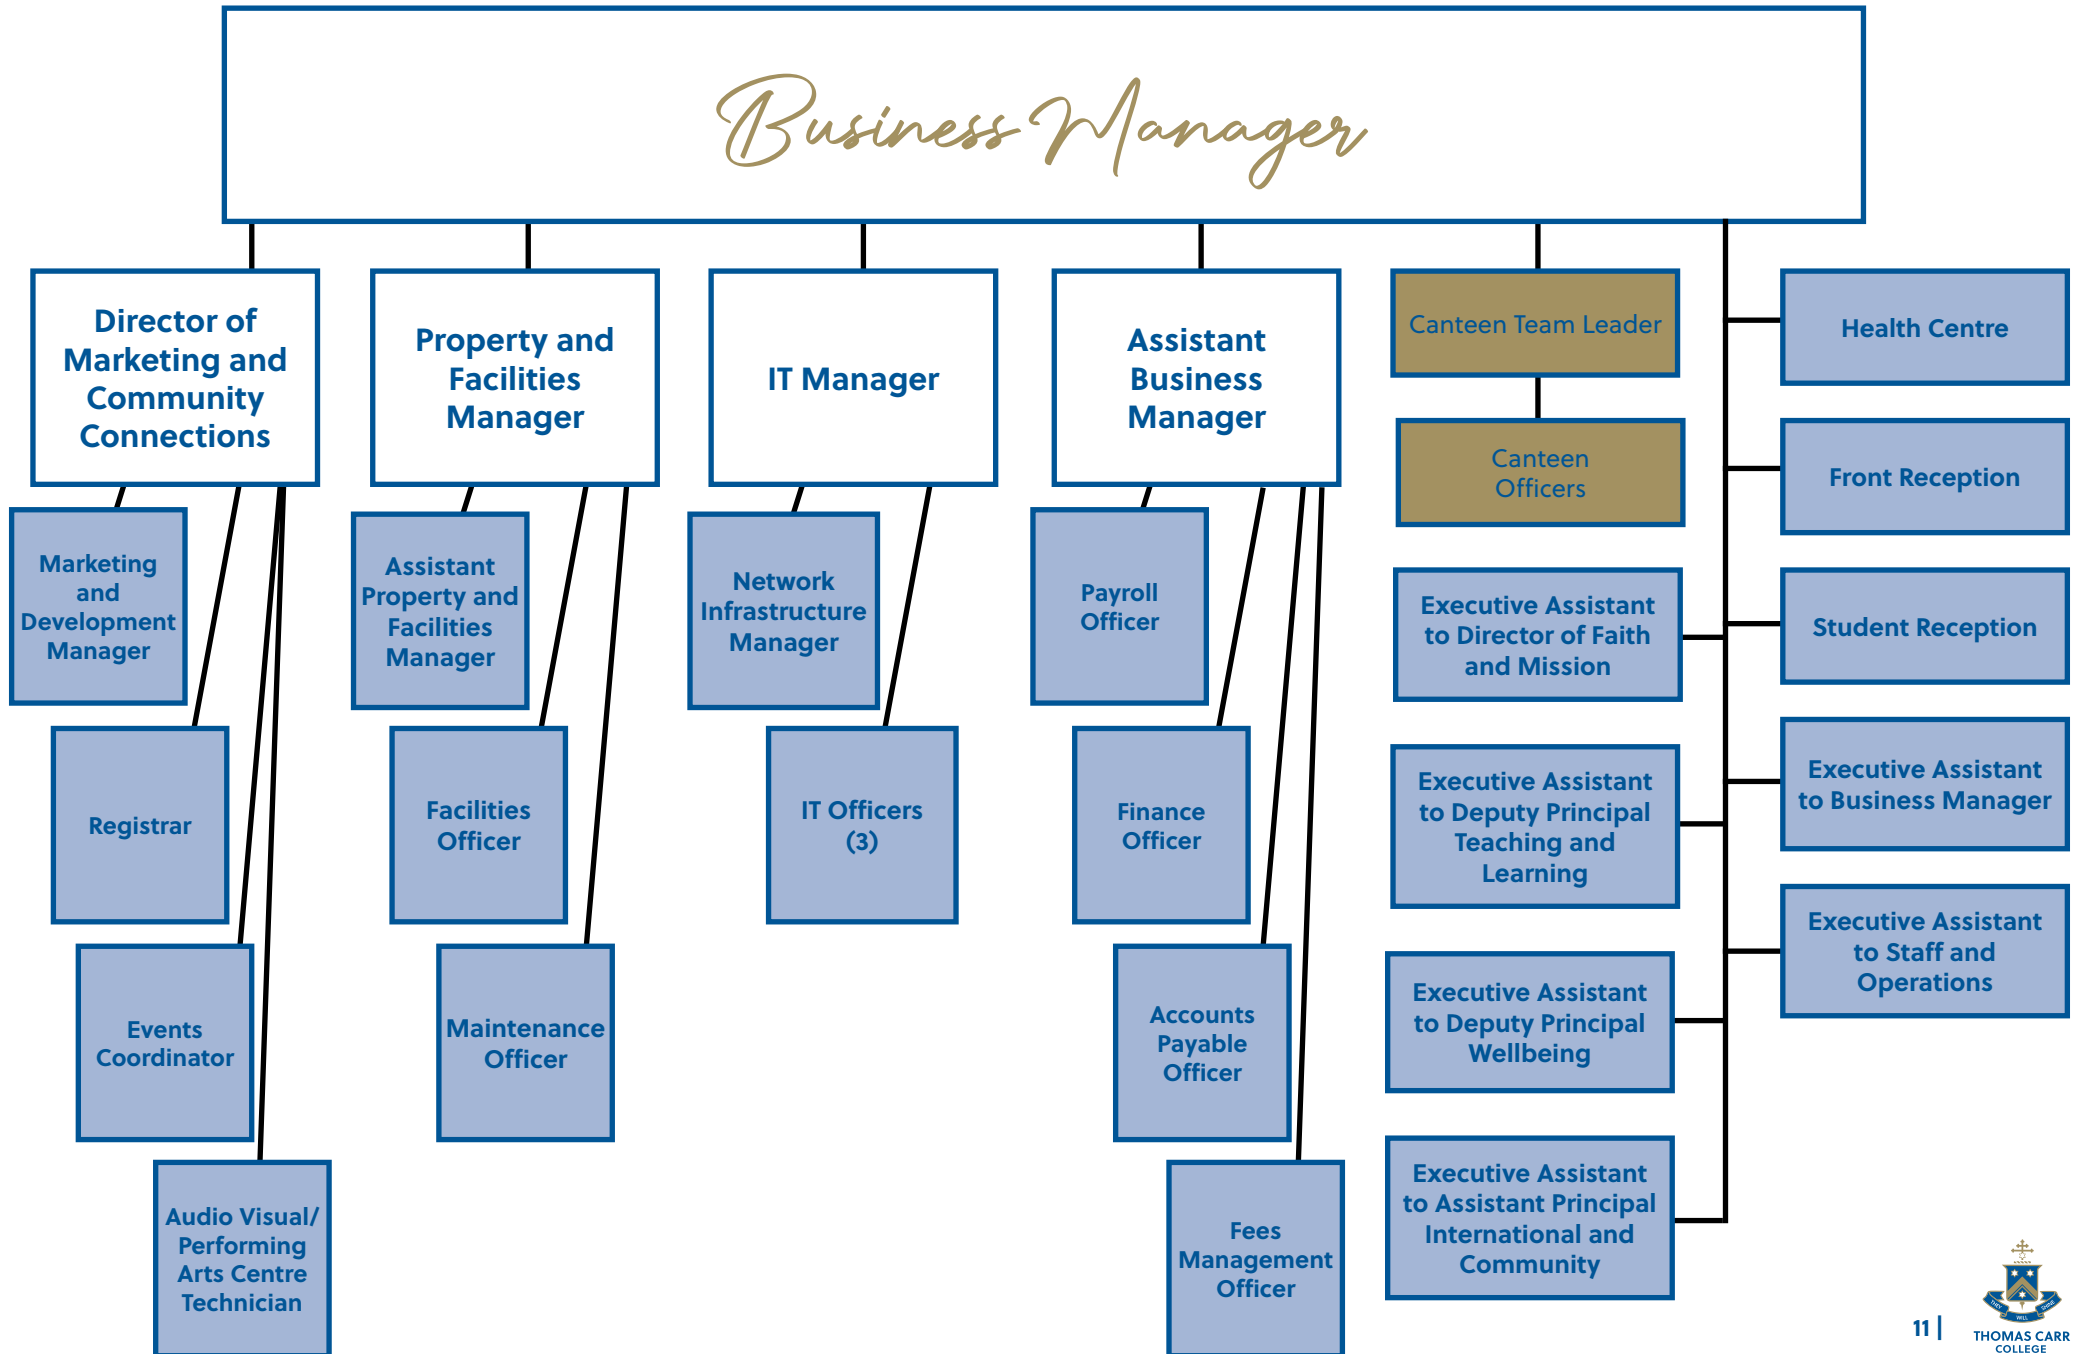 Business Manager
Director of
Marketing and
Community
Connections
Property and
Facilities
Manager
IT Manager
Assistant
Business
Manager
Canteen Team Leader
Canteen
Officers
Health Centre
Front Reception
Student Reception
Executive Assistant
to Business Manager
Executive Assistant
to Staff and
Operations
Marketing
and
Development
Manager
Registrar
Events
Coordinator
Audio Visual/
Performing
Arts Centre
Technician
Assistant
Property and
Facilities
Manager
Facilities
Officer
Maintenance
Officer
Network
Infrastructure
Manager
IT Officers
(3)
Payroll
Officer
Finance
Officer
Accounts
Payable
Officer
Fees
Management
Officer
Executive Assistant
to Director of Faith
and Mission
Executive Assistant
to Deputy Principal
Teaching and
Learning
Executive Assistant
to Deputy Principal
Wellbeing
Executive Assistant
to Assistant Principal
International and
Community
11 |
THEY WILL SHINE
THOMAS CARR
COLLEGE